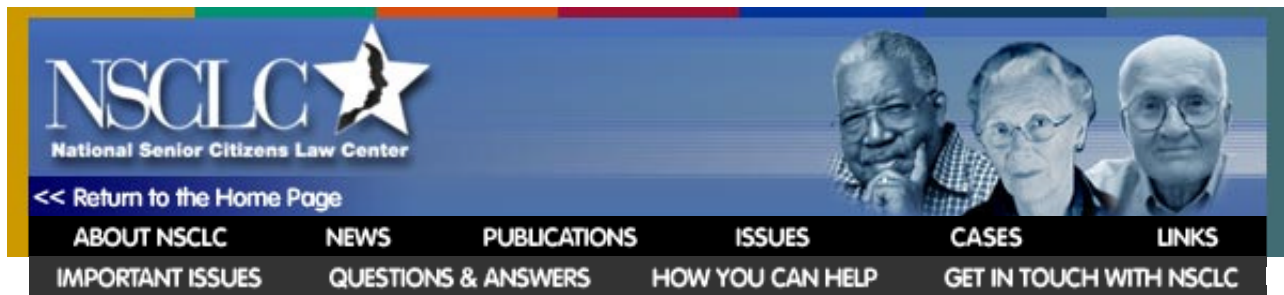 NSCLC
National Senior Citizens Law Center
<< Return to the Home Page
ABOUT NSCLC NEWS PUBLICATIONS ISSUES CASES LINKS
IMPORTANT ISSUES QUESTIONS & ANSWERS HOW YOU CAN HELP GET IN TOUCH WITH NSCLC